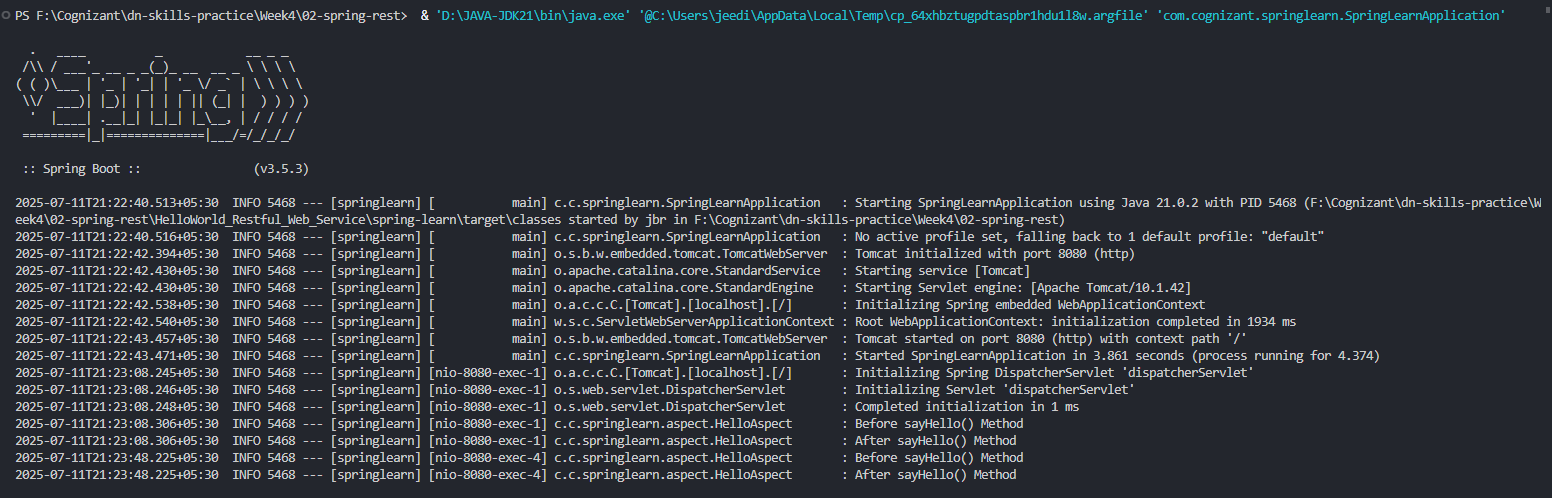 PS F:\Cognizant\dn-skills-practice\Week4\02-spring-rest>  & 'D:\JAVA-JDK21\bin\java.exe' '@C:\Users\jeedi\AppData\Local\Temp\cp_64xhbztugpdtaspbr1hdu1l8w.argfile' 'com.cognizant.springlearn.SpringLearnApplication'
  .   ____          _            __ _ _
 /\\ / ___'_ __ _ _(_)_ __  __ _ \ \ \ \
( ( )\___ | '_ | '_| | '_ \/ _` | \ \ \ \
 \\/  ___)| |_)| | | | | || (_| |  ) ) ) )
  '  |____| .__|_| |_|_| |_\__, | / / / /
 =========|_|==============|___/=/_/_/_/
 :: Spring Boot ::                (v3.5.3)
2025-07-11T21:22:40.513+05:30  INFO 5468 --- [springlearn] [           main] c.c.springlearn.SpringLearnApplication   : Starting SpringLearnApplication using Java 21.0.2 with PID 5468 (F:\Cognizant\dn-skills-practice\W
eek4\02-spring-rest\HelloWorld_Restful_Web_Service\spring-learn\target\classes started by jbr in F:\Cognizant\dn-skills-practice\Week4\02-spring-rest)
2025-07-11T21:22:40.516+05:30  INFO 5468 --- [springlearn] [           main] c.c.springlearn.SpringLearnApplication   : No active profile set, falling back to 1 default profile: "default"
2025-07-11T21:22:42.394+05:30  INFO 5468 --- [springlearn] [           main] o.s.b.w.embedded.tomcat.TomcatWebServer  : Tomcat initialized with port 8080 (http)
2025-07-11T21:22:42.430+05:30  INFO 5468 --- [springlearn] [           main] o.apache.catalina.core.StandardService   : Starting service [Tomcat]
2025-07-11T21:22:42.430+05:30  INFO 5468 --- [springlearn] [           main] o.apache.catalina.core.StandardEngine    : Starting Servlet engine: [Apache Tomcat/10.1.42]
2025-07-11T21:22:42.538+05:30  INFO 5468 --- [springlearn] [           main] o.a.c.c.C.[Tomcat].[localhost].[/]       : Initializing Spring embedded WebApplicationContext
2025-07-11T21:22:42.540+05:30  INFO 5468 --- [springlearn] [           main] w.s.c.ServletWebServerApplicationContext : Root WebApplicationContext: initialization completed in 1934 ms
2025-07-11T21:22:43.457+05:30  INFO 5468 --- [springlearn] [           main] o.s.b.w.embedded.tomcat.TomcatWebServer  : Tomcat started on port 8080 (http) with context path '/'
2025-07-11T21:22:43.471+05:30  INFO 5468 --- [springlearn] [           main] c.c.springlearn.SpringLearnApplication   : Started SpringLearnApplication in 3.861 seconds (process running for 4.374)
2025-07-11T21:23:08.245+05:30  INFO 5468 --- [springlearn] [nio-8080-exec-1] o.a.c.c.C.[Tomcat].[localhost].[/]       : Initializing Spring DispatcherServlet 'dispatcherServlet'
2025-07-11T21:23:08.246+05:30  INFO 5468 --- [springlearn] [nio-8080-exec-1] o.s.web.servlet.DispatcherServlet        : Initializing Servlet 'dispatcherServlet'
2025-07-11T21:23:08.248+05:30  INFO 5468 --- [springlearn] [nio-8080-exec-1] o.s.web.servlet.DispatcherServlet        : Completed initialization in 1 ms
2025-07-11T21:23:08.306+05:30  INFO 5468 --- [springlearn] [nio-8080-exec-1] c.c.springlearn.aspect.HelloAspect       : Before sayHello() Method
2025-07-11T21:23:08.306+05:30  INFO 5468 --- [springlearn] [nio-8080-exec-1] c.c.springlearn.aspect.HelloAspect       : After sayHello() Method
2025-07-11T21:23:48.225+05:30  INFO 5468 --- [springlearn] [nio-8080-exec-4] c.c.springlearn.aspect.HelloAspect       : Before sayHello() Method
2025-07-11T21:23:48.225+05:30  INFO 5468 --- [springlearn] [nio-8080-exec-4] c.c.springlearn.aspect.HelloAspect       : After sayHello() Method